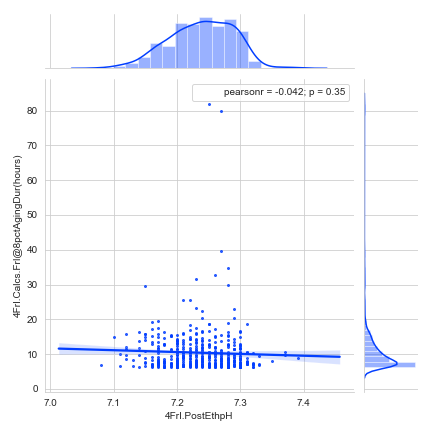 pearsonr = -0.042; p = 0.35
80
70
60
50
40
30
20
10
0
4Frl.Calcs.Frl@8pctAgingDur(hours)
7.0 7.1 7.2 7.3 7.4
4Frl.PostEthpH